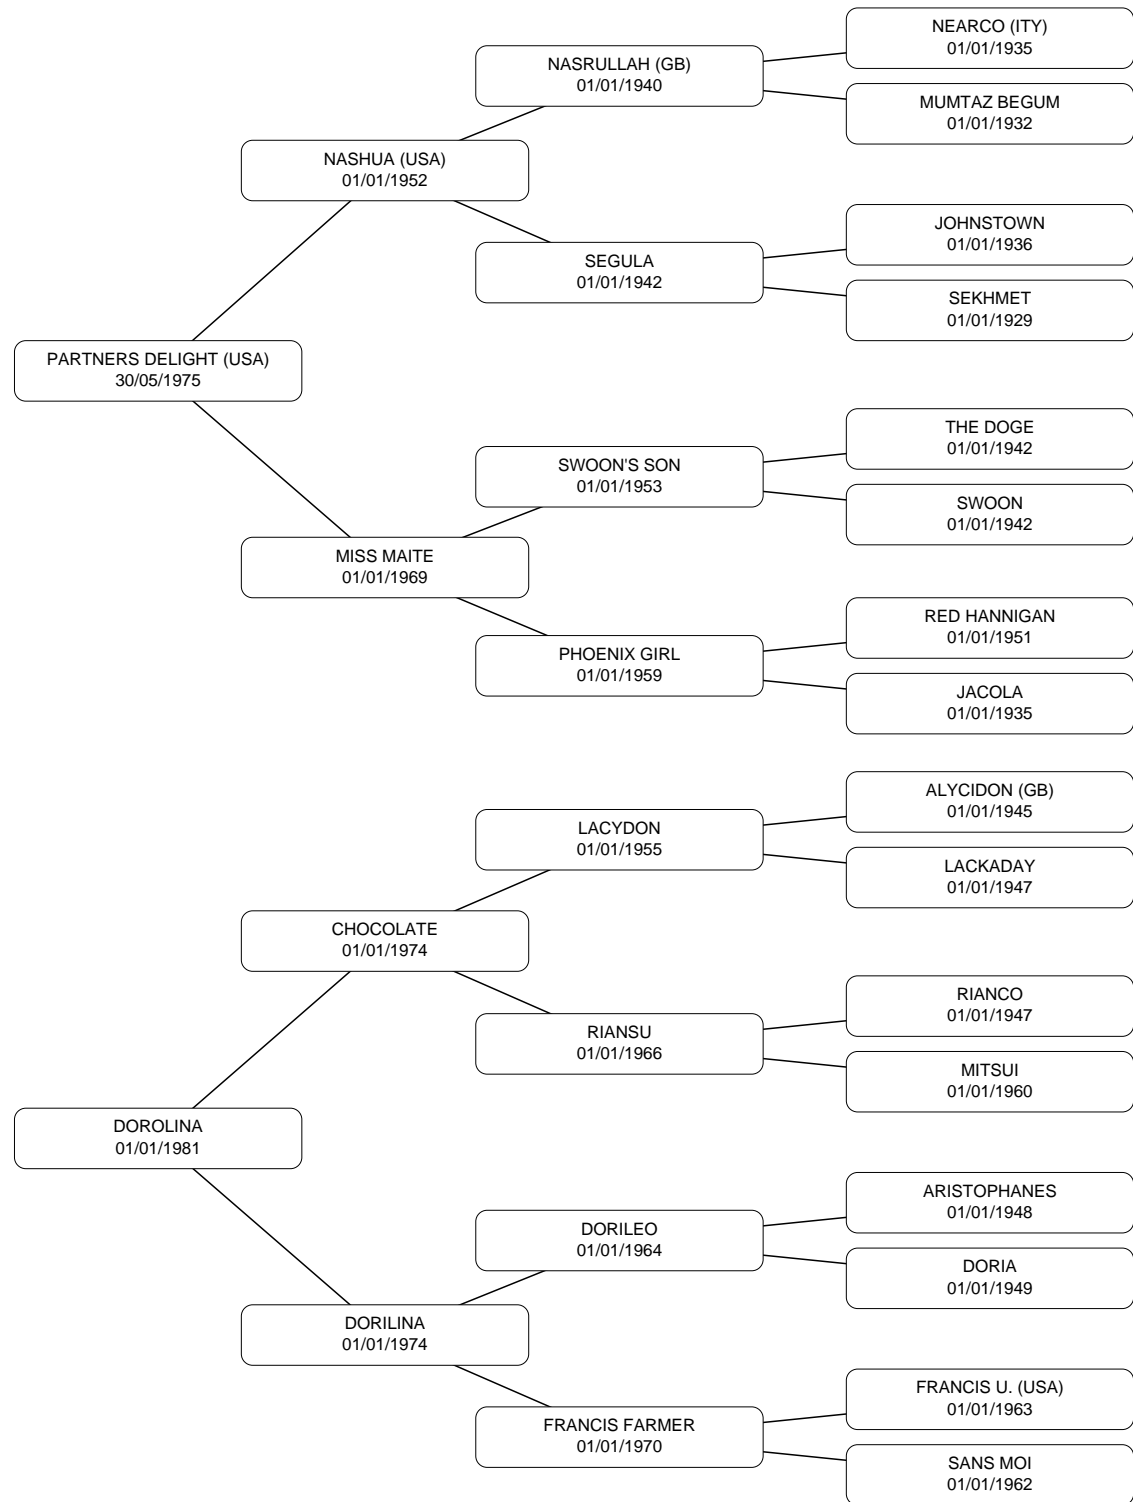 NEARCO (ITY)
01/01/1935
NASRULLAH (GB)
01/01/1940
MUMTAZ BEGUM
01/01/1932
NASHUA (USA)
01/01/1952
JOHNSTOWN
01/01/1936
SEGULA
01/01/1942
SEKHMET
01/01/1929
PARTNERS DELIGHT (USA)
30/05/1975
THE DOGE
01/01/1942
SWOON'S SON
01/01/1953
SWOON
01/01/1942
MISS MAITE
01/01/1969
RED HANNIGAN
01/01/1951
PHOENIX GIRL
01/01/1959
JACOLA
01/01/1935
ALYCIDON (GB)
01/01/1945
LACYDON
01/01/1955
LACKADAY
01/01/1947
CHOCOLATE
01/01/1974
RIANCO
01/01/1947
RIANSU
01/01/1966
MITSUI
01/01/1960
DOROLINA
01/01/1981
ARISTOPHANES
01/01/1948
DORILEO
01/01/1964
DORIA
01/01/1949
DORILINA
01/01/1974
FRANCIS U. (USA)
01/01/1963
FRANCIS FARMER
01/01/1970
SANS MOI
01/01/1962